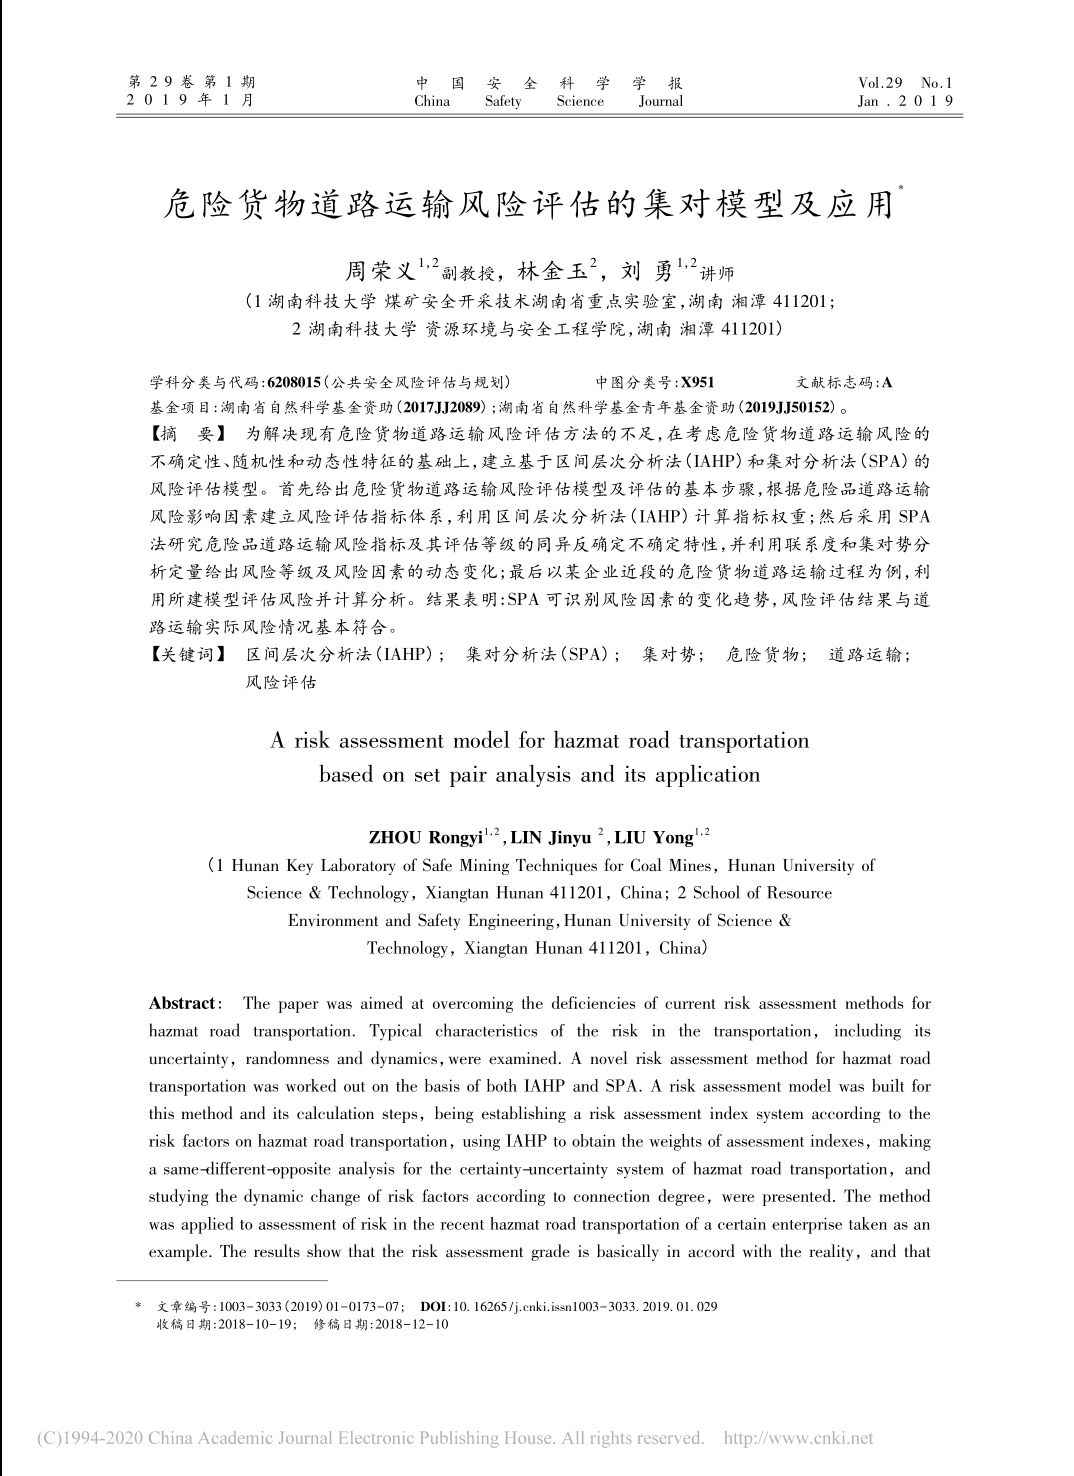 第29卷第1期
2019年1月
中国安全科学学报
China Safety Science Journal
Vol.29 No.1
Jan.2019
危险货物道路运输风险评估的集对模型及应用*
周荣义1,2副教授，林金玉2，刘 勇1,2讲师
（1 湖南科技大学 煤矿安全开采技术湖南省重点实验室，湖南 湘潭 411201；
2 湖南科技大学 资源环境与安全工程学院，湖南 湘潭 411201）
学科分类与代码：6208015（公共安全风险评估与规划） 中图分类号：X951 文献标志码：A
基金项目：湖南省自然科学基金资助（2017JJ2089）；湖南省自然科学基金青年基金资助（2019JJ50152）。
【摘 要】 为解决现有危险货物道路运输风险评估方法的不足，在考虑危险货物道路运输风险的
不确定性、随机性和动态性特征的基础上，建立基于区间层次分析法（IAHP）和集对分析法（SPA）的
风险评估模型。首先给出危险货物道路运输风险评估模型及评估的基本步骤，根据危险品道路运输
风险影响因素建立风险评估指标体系，利用区间层次分析法（IAHP）计算指标权重；然后采用 SPA
法研究危险品道路运输风险指标及其评估等级的同异反确定不确定特性，并利用联系度和集对势分
析定量给出风险等级及风险因素的动态变化；最后以某企业近段的危险货物道路运输过程为例，利
用所建模型评估风险并计算分析。结果表明：SPA 可识别风险因素的变化趋势，风险评估结果与道
路运输实际风险情况基本符合。
【关键词】 区间层次分析法（IAHP）； 集对分析法（SPA）； 集对势； 危险货物； 道路运输；
风险评估
A risk assessment model for hazmat road transportation
based on set pair analysis and its application
ZHOU Rongyi1,2, LIN Jinyu 2, LIU Yong1,2
(1 Hunan Key Laboratory of Safe Mining Techniques for Coal Mines, Hunan University of
Science & Technology, Xiangtan Hunan 411201, China; 2 School of Resource
Environment and Safety Engineering, Hunan University of Science &
Technology, Xiangtan Hunan 411201, China)
Abstract: The paper was aimed at overcoming the deficiencies of current risk assessment methods for
hazmat road transportation. Typical characteristics of the risk in the transportation, including its
uncertainty, randomness and dynamics, were examined. A novel risk assessment method for hazmat road
transportation was worked out on the basis of both IAHP and SPA. A risk assessment model was built for
this method and its calculation steps, being establishing a risk assessment index system according to the
risk factors on hazmat road transportation, using IAHP to obtain the weights of assessment indexes, making
a same-different-opposite analysis for the certainty-uncertainty system of hazmat road transportation, and
studying the dynamic change of risk factors according to connection degree, were presented. The method
was applied to assessment of risk in the recent hazmat road transportation of a certain enterprise taken as an
example. The results show that the risk assessment grade is basically in accord with the reality, and that
* 文章编号：1003-3033(2019)01-0173-07； DOI:10.16265/j.cnki.issn1003-3033.2019.01.029
收稿日期：2018-10-19； 修稿日期：2018-12-10
(C)1994-2020 China Academic Journal Electronic Publishing House. All rights reserved. http://www.cnki.net